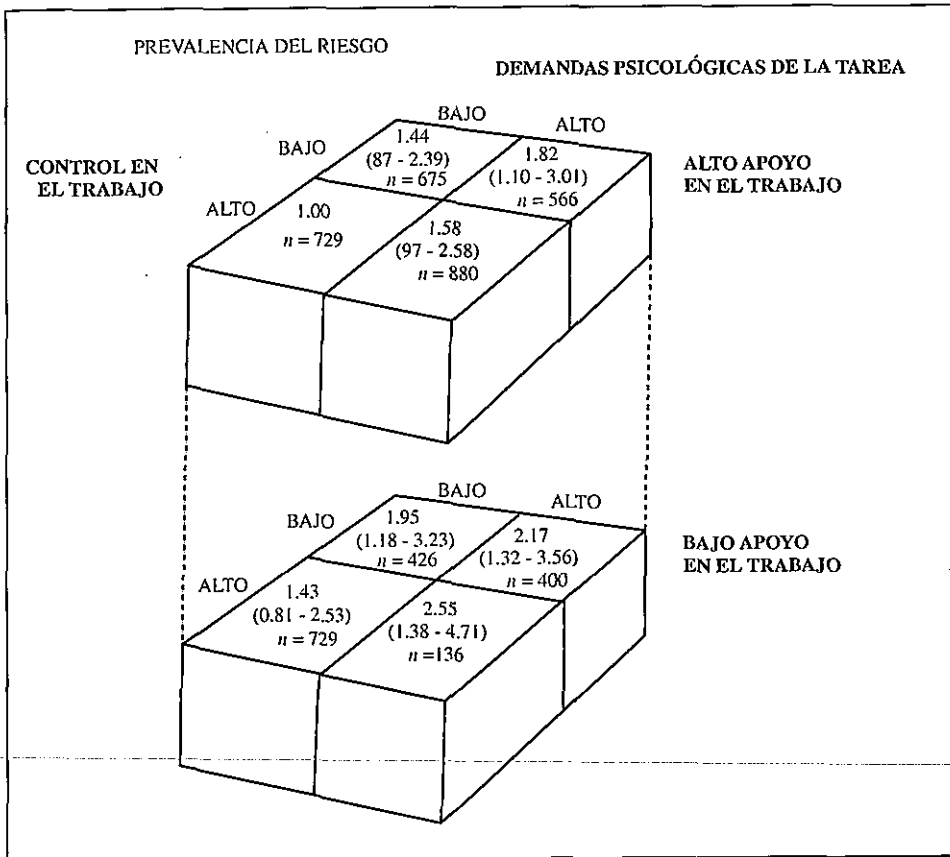 PREVALENCIA DEL RIESGO
DEMANDAS PSICOLÓGICAS DE LA TAREA
CONTROL EN
EL TRABAJO
BAJO
ALTO
BAJO
ALTO
1.44
(87 - 2.39)
n = 675
1.82
(1.10 - 3.01)
n = 566
1.00
n = 729
1.58
(97 - 2.58)
n = 880
ALTO APOYO
EN EL TRABAJO
BAJO
ALTO
BAJO
ALTO
1.95
(1.18 - 3.23)
n = 426
2.17
(1.32 - 3.56)
n = 400
1.43
(0.81 - 2.53)
n = 729
2.55
(1.38 - 4.71)
n =136
BAJO APOYO
EN EL TRABAJO